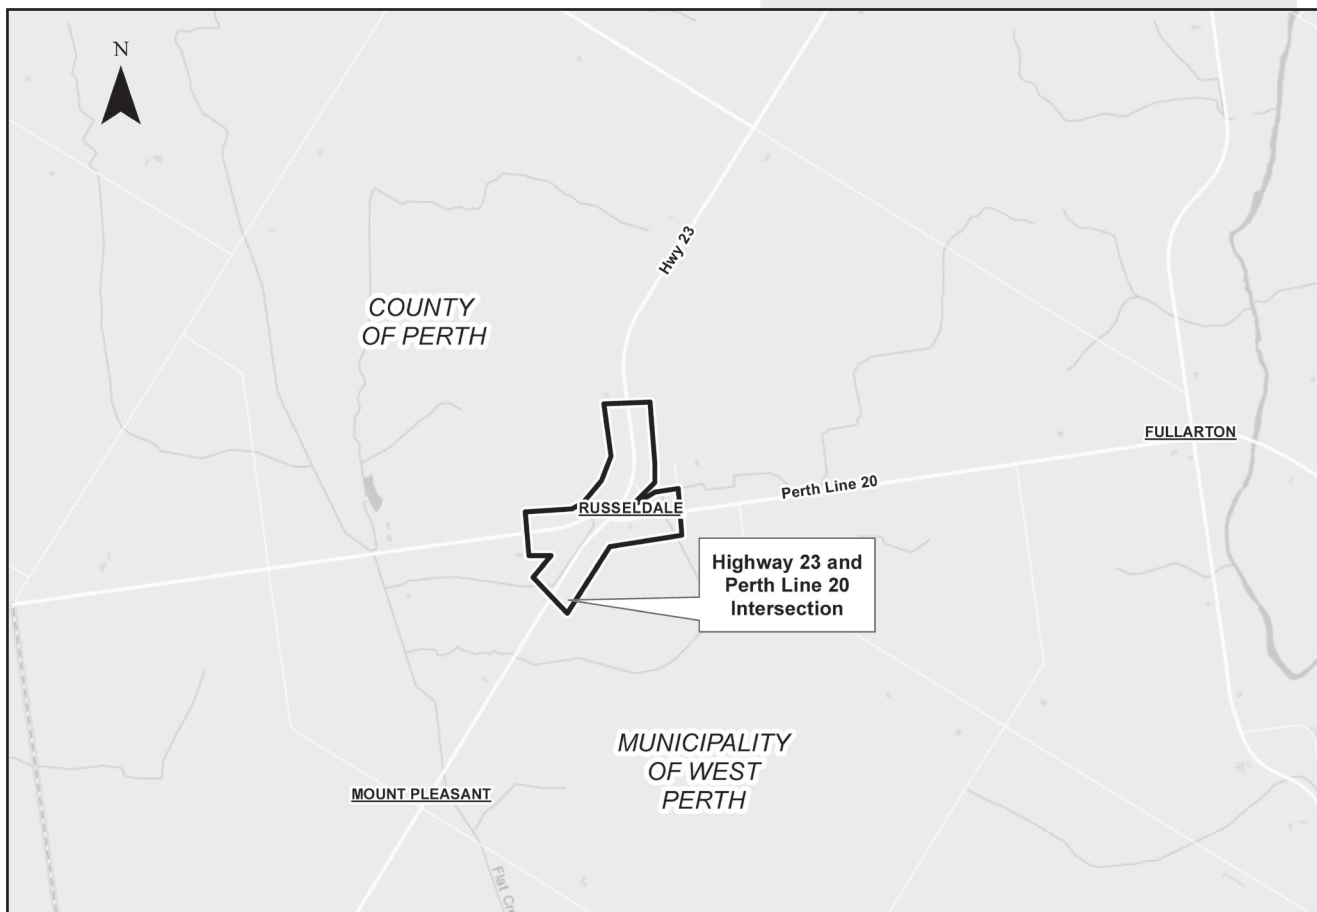 N
Hwy 23
COUNTY
OF PERTH
FULLARTON
Perth Line 20
RUSSELDALE
Highway 23 and
Perth Line 20
Intersection
MUNICIPALITY
OF WEST
PERTH
MOUNT PLEASANT
Flat